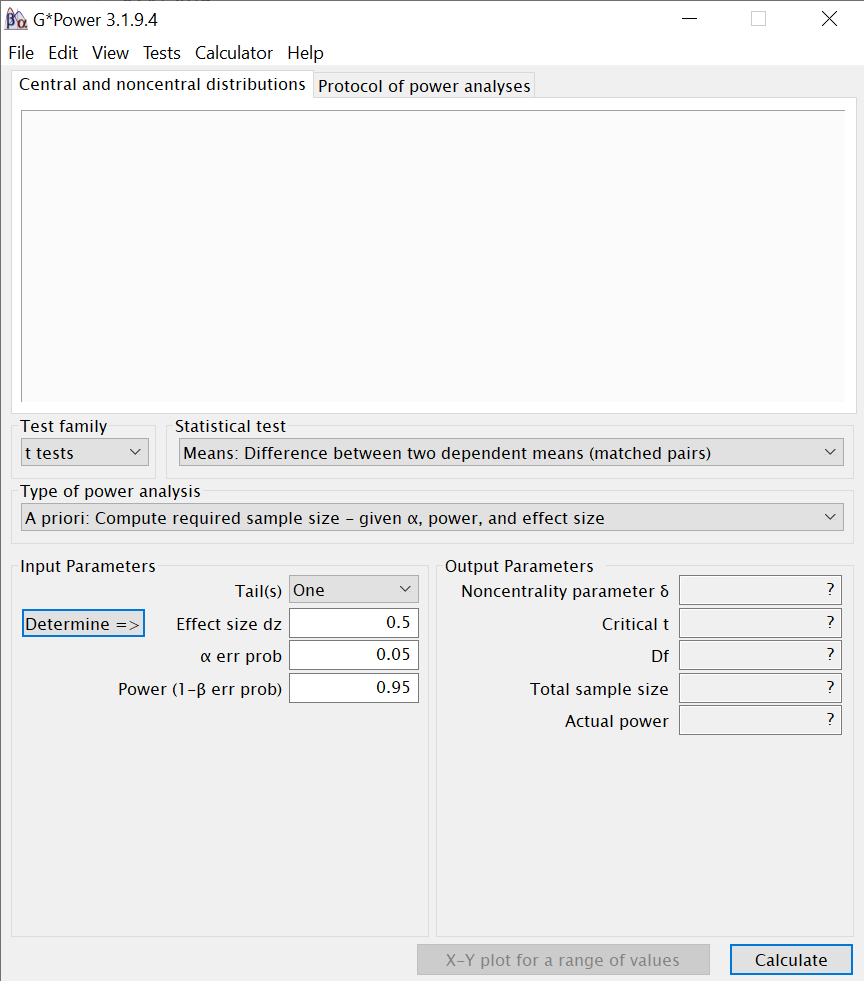 G*Power 3.1.9.4
File Edit View Tests Calculator Help
Central and noncentral distributions Protocol of power analyses
Test family
t tests
Statistical test
Means: Difference between two dependent means (matched pairs)
Type of power analysis
A priori: Compute required sample size – given α, power, and effect size
Input Parameters
Tail(s) One
Determine => Effect size dz 0.5
α err prob 0.05
Power (1–β err prob) 0.95
Output Parameters
Noncentrality parameter δ ?
Critical t ?
Df ?
Total sample size ?
Actual power ?
X–Y plot for a range of values Calculate